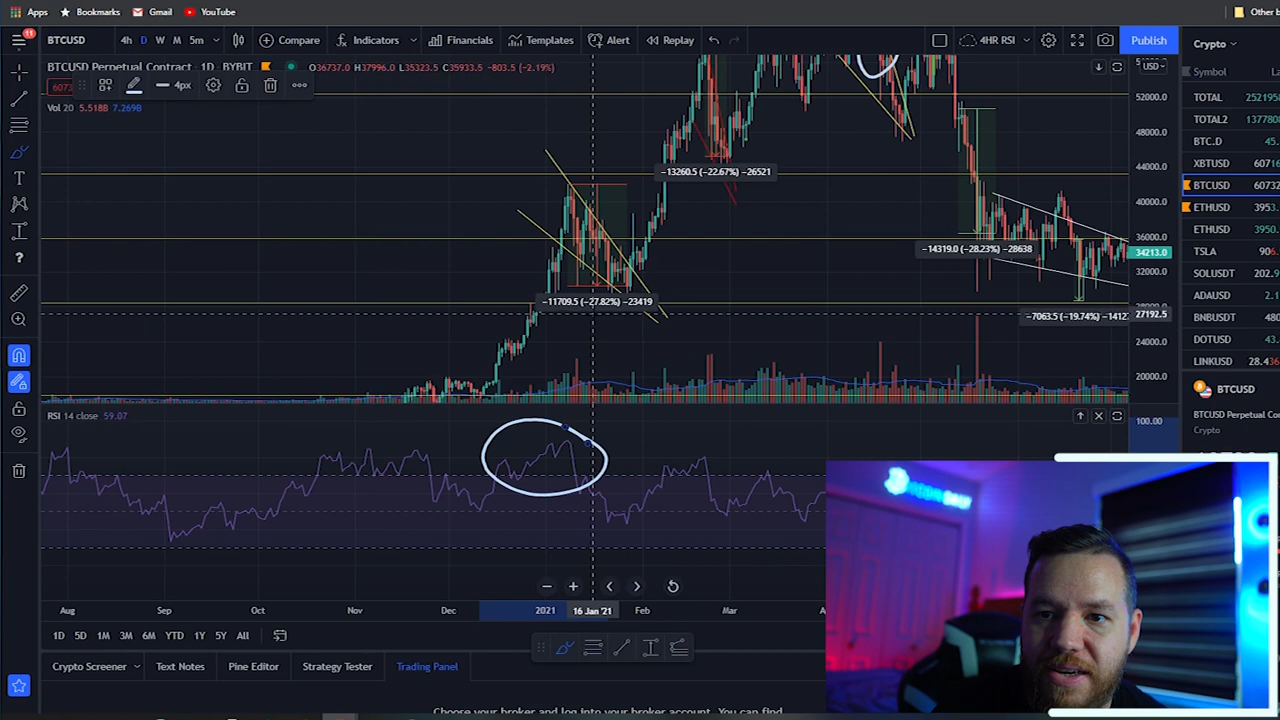 Apps Bookmarks Gmail YouTube Other b
11 BTCUSD 4h D W M 5m Compare Indicators Financials Templates Alert Replay 4HR RSI Publish Crypto
BTCUSD Perpetual Contract · 1D · BYBIT O36737.0 H37996.0 L35323.5 C35933.5 −803.5 (−2.19%) USD
6073 4px
Vol 20 5.518B 7.269B
Symbol La
TOTAL 2521951
TOTAL2 1377808
BTC.D 45.
XBTUSD 60716
BTCUSD 60732
ETHUSD 3953.
ETHUSD 3950.
TSLA 906.
SOLUSDT 202.9
ADAUSD 2.1
BNBUSDT 480
DOTUSD 43.
LINKUSD 28.436
52000.0
48000.0
44000.0
40000.0
36000.0
34213.0
32000.0
27192.5
24000.0
20000.0
−13260.5 (−22.67%) −26521
−14319.0 (−28.23%) −28638
−11709.5 (−27.82%) −23419
−7063.5 (−19.74%) −1412
BTCUSD
BTCUSD Perpetual Contract
Crypto
RSI 14 close 59.07
100.00
Aug Sep Oct Nov Dec 2021 16 Jan '21 Feb Mar
1D 5D 1M 3M 6M YTD 1Y 5Y All
Crypto Screener Text Notes Pine Editor Strategy Tester Trading Panel
Choose your broker and log into your broker account. You can find